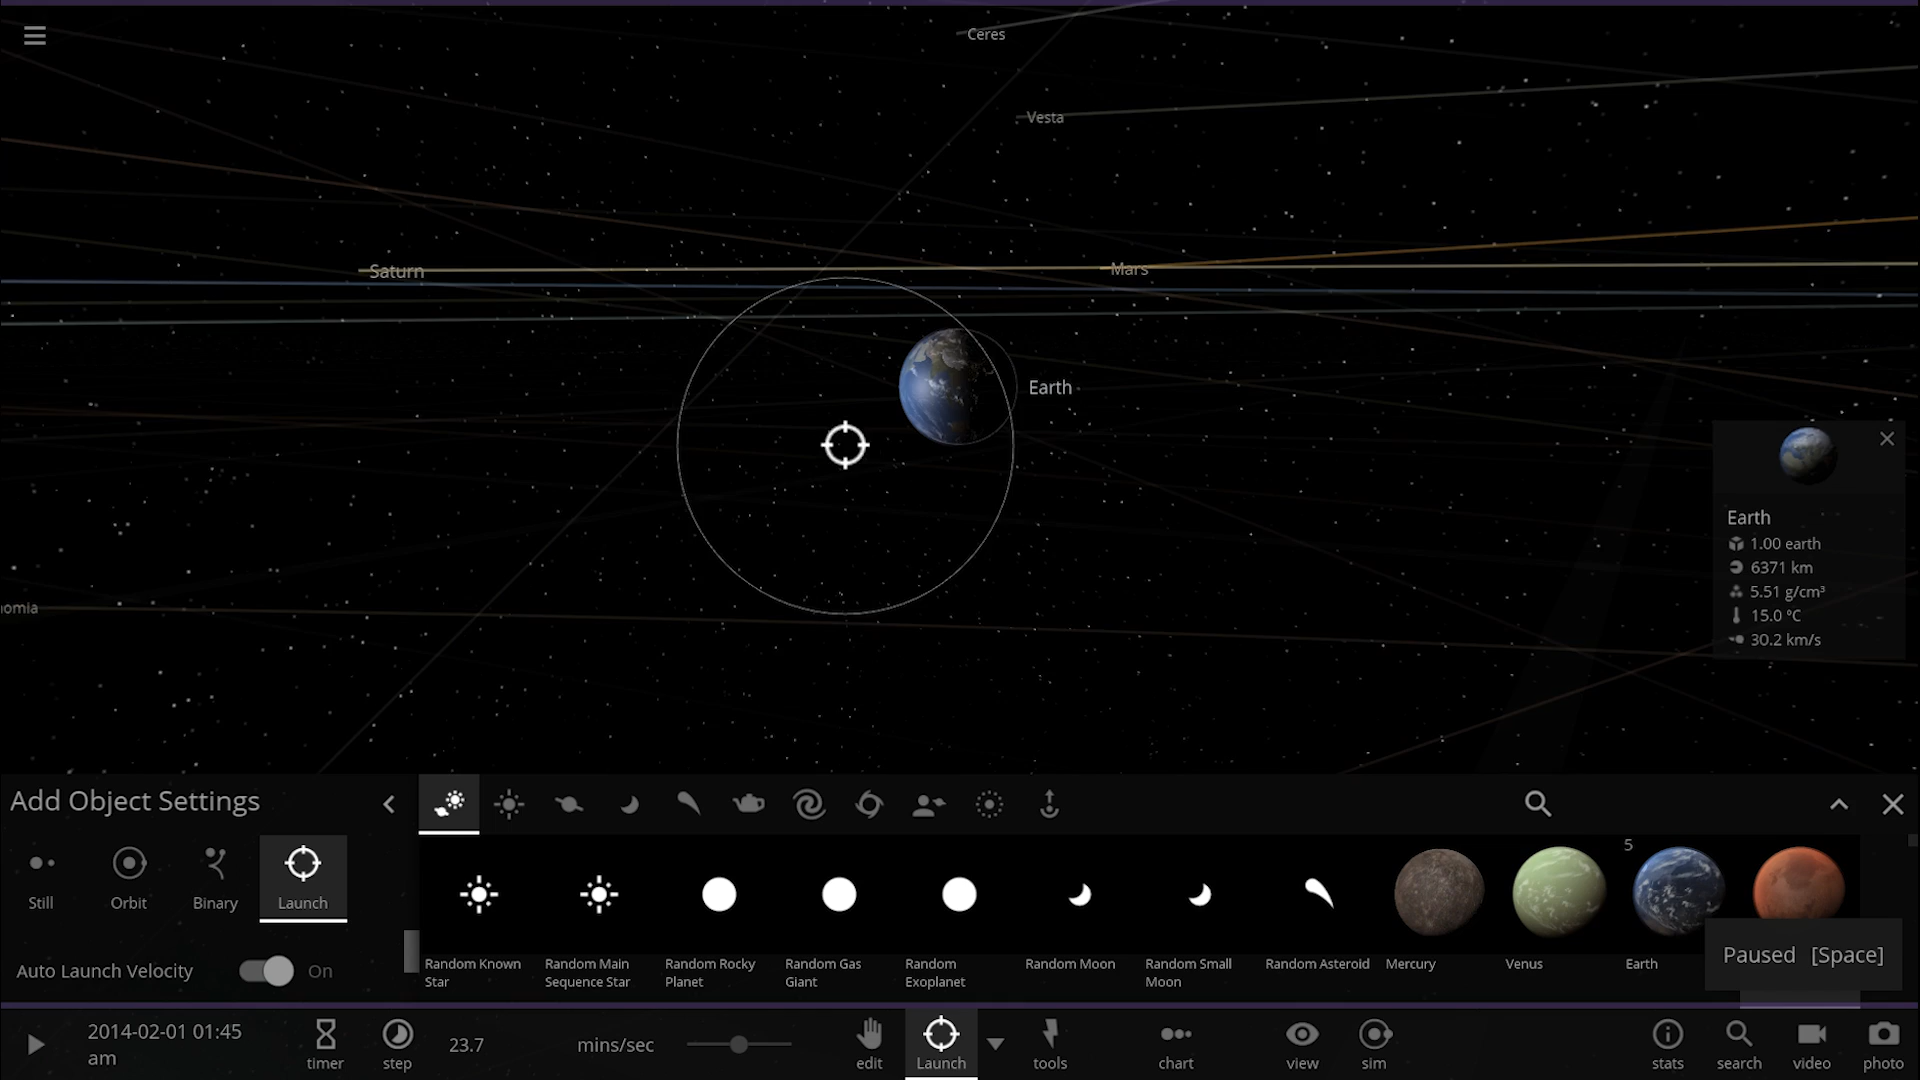 Ceres
Vesta
Saturn
Mars
Earth
Earth
1.00 earth
6371 km
5.51 g/cm³
15.0 °C
30.2 km/s
Add Object Settings
Still
Orbit
Binary
Launch
Auto Launch Velocity
On
5
Random Known
Star
Random Main
Sequence Star
Random Rocky
Planet
Random Gas
Giant
Random
Exoplanet
Random Moon
Random Small
Moon
Random Asteroid
Mercury
Venus
Earth
Paused [Space]
2014-02-01 01:45
am
timer
step
23.7
mins/sec
edit
Launch
tools
chart
view
sim
stats
search
video
photo